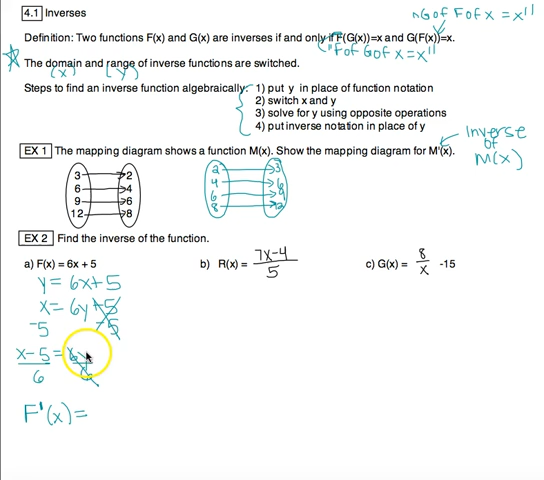 4.1 Inverses
"G of F of x = x"
Definition: Two functions F(x) and G(x) are inverses if and only if F(G(x))=x and G(F(x))=x.
"F of G of x = x"
The domain and range of inverse functions are switched.
(x) (y)
Steps to find an inverse function algebraically: 1) put y in place of function notation
2) switch x and y
3) solve for y using opposite operations
4) put inverse notation in place of y
inverse of M(x)
EX 1 The mapping diagram shows a function M(x). Show the mapping diagram for M'(x).
3 2 2 3
6 4 4 6
9 6 6 9
12 8 8 12
EX 2 Find the inverse of the function.
a) F(x) = 6x + 5 b) R(x) = 7x-4 / 5 c) G(x) = 8 / x -15
y = 6x + 5
x = 6y + 5
-5 -5
x - 5 = 6y
6 6
F'(x) =